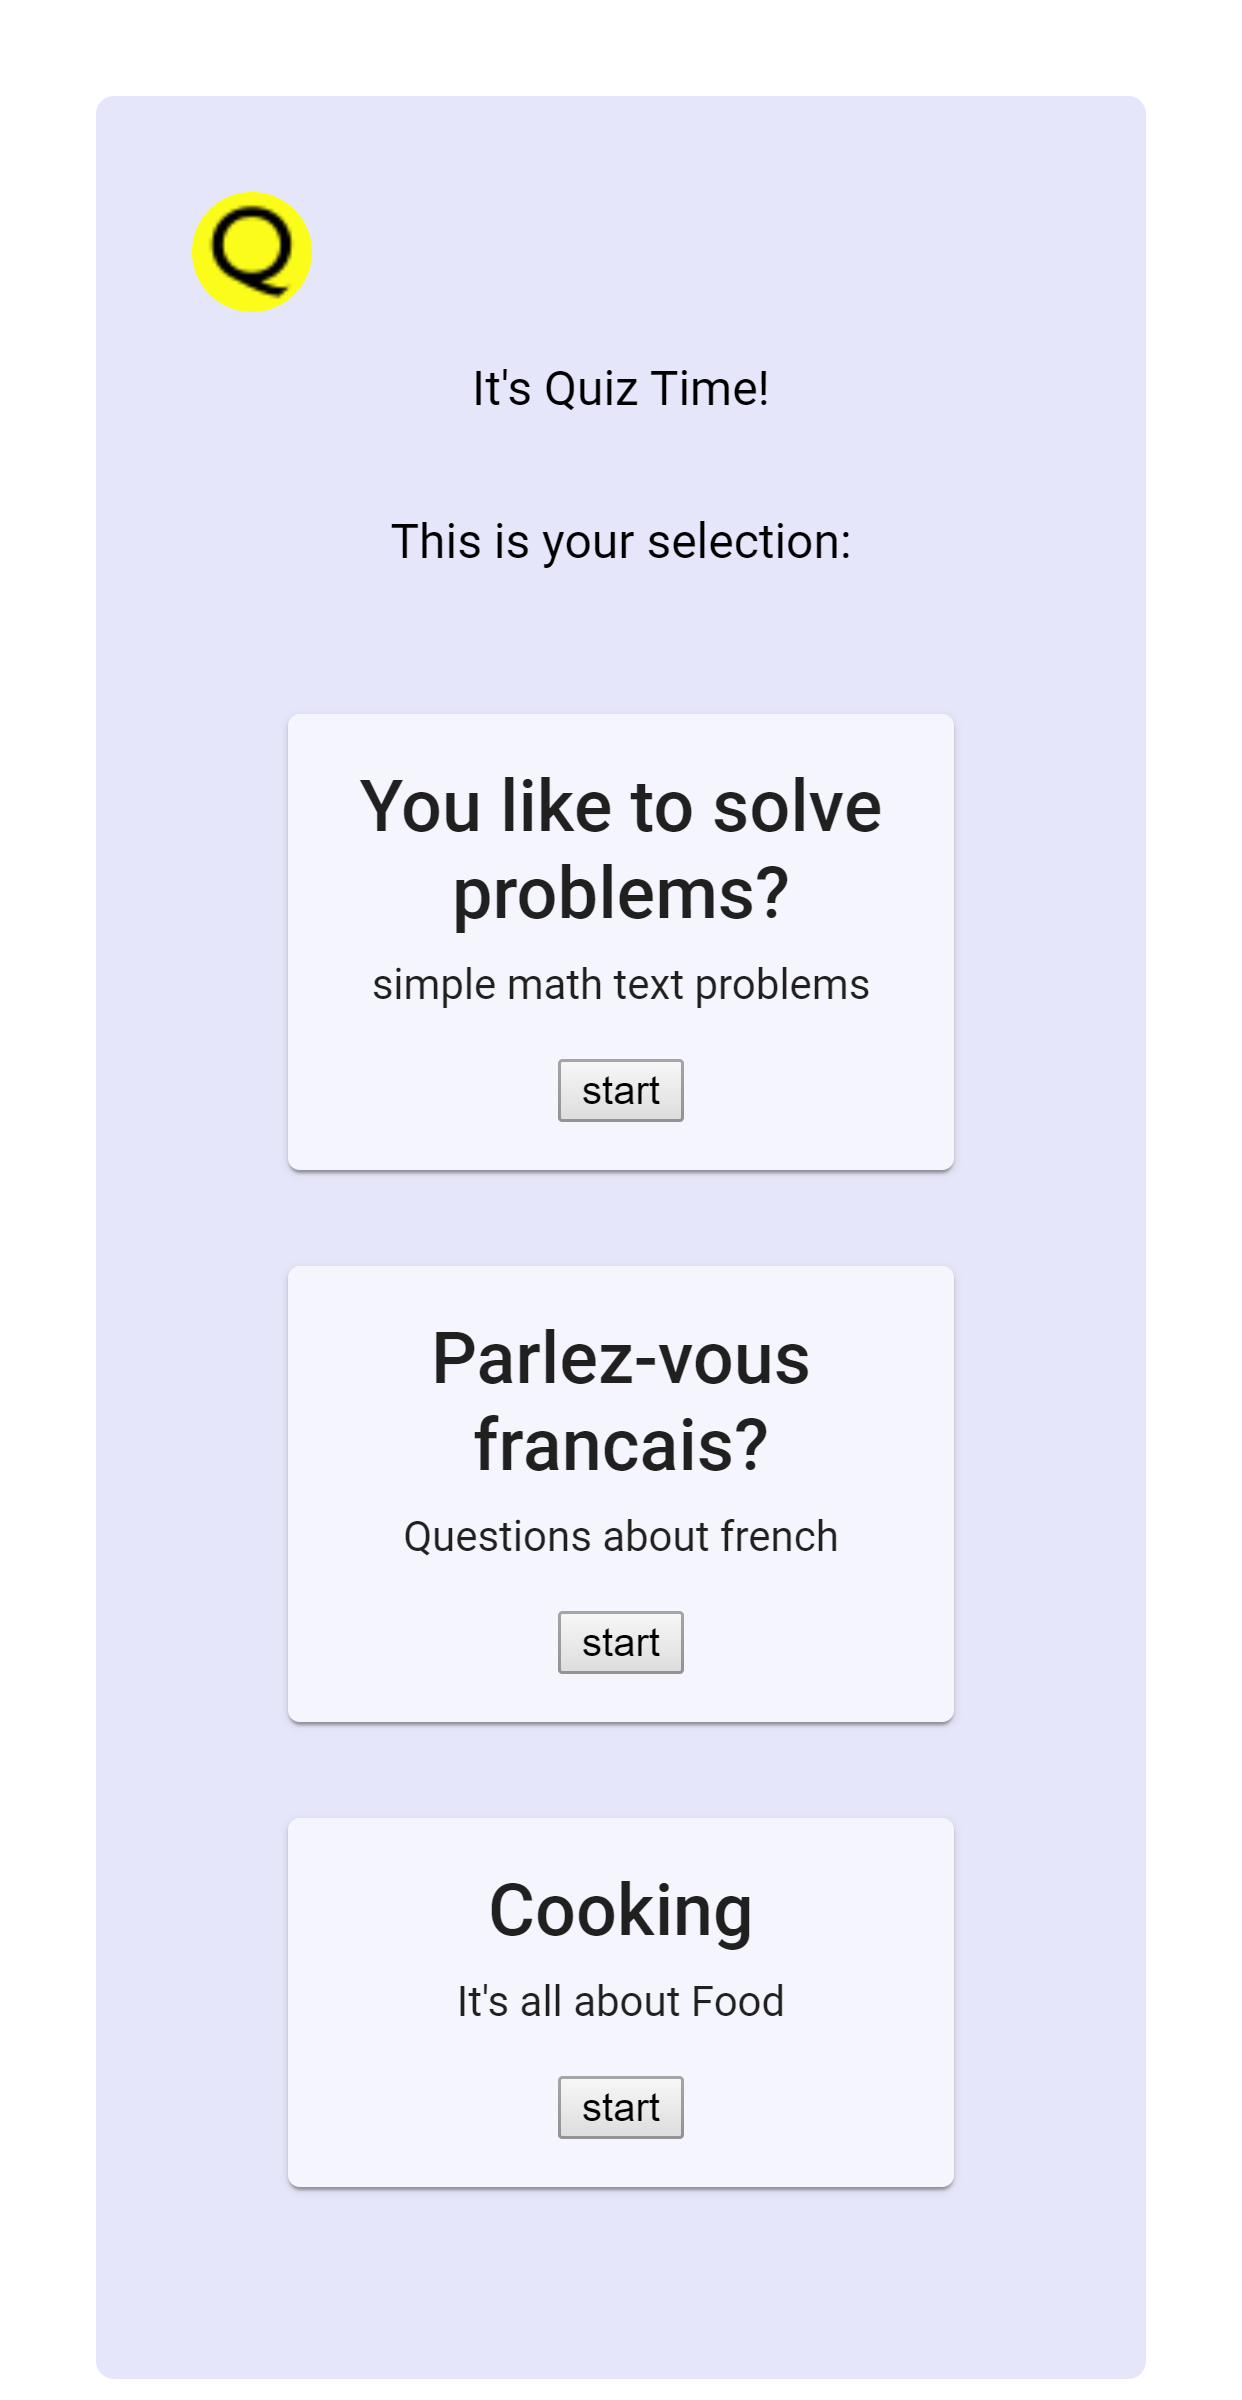 Q
It's Quiz Time!
This is your selection:
You like to solve
problems?
simple math text problems
start
Parlez-vous
francais?
Questions about french
start
Cooking
It's all about Food
start